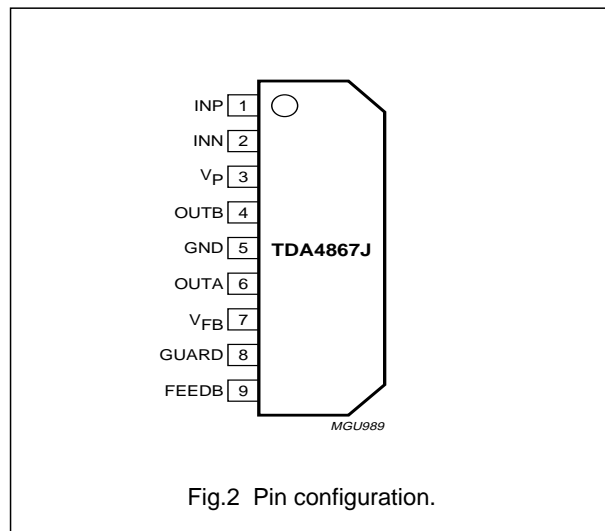 INP 1
INN 2
VP 3
OUTB 4
GND 5
TDA4867J
OUTA 6
VFB 7
GUARD 8
FEEDB 9
MGU989
Fig.2 Pin configuration.